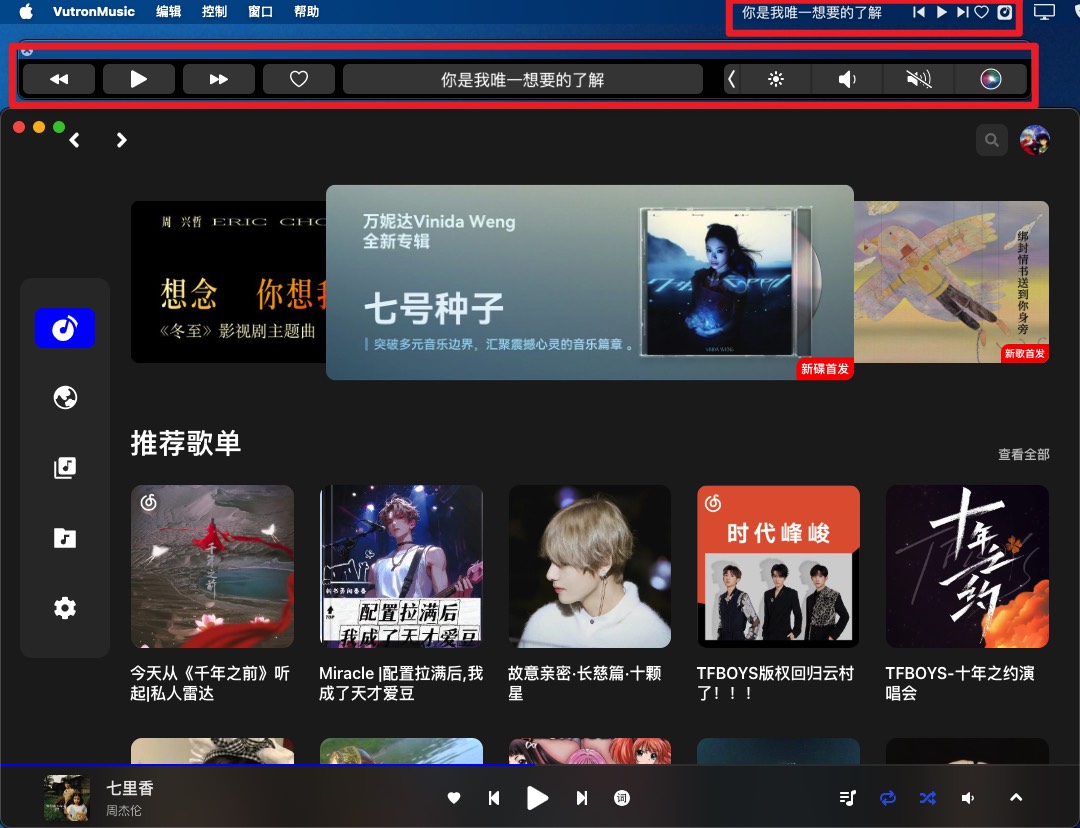 VutronMusic 编辑 控制 窗口 帮助
你是我唯一想要的了解
你是我唯一想要的了解
周 兴哲 ERIC CHO
想念 你想我
《冬至》影视剧主题曲
万妮达Vinida Weng
全新专辑
七号种子
突破多元音乐边界，汇聚震撼心灵的音乐篇章 。
VINIDA WENG
新碟首发
绑封情书送到你身旁
新歌首发
推荐歌单
查看全部
千年之前
配置拉满后
我成了天才爱豆
TOP
时代峰峻
十年之约
今天从《千年之前》听
起|私人雷达
Miracle |配置拉满后,我
成了天才爱豆
故意亲密·长慈篇·十颗
星
TFBOYS版权回归云村
了！！！
TFBOYS-十年之约演
唱会
七里香
周杰伦
词